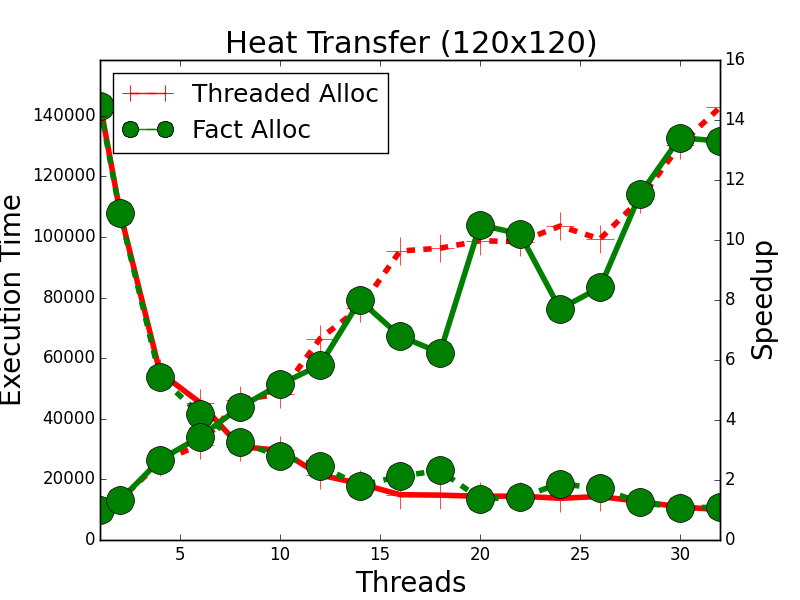 Heat Transfer (120x120)
Threaded Alloc
Fact Alloc
Execution Time
140000
120000
100000
80000
60000
40000
20000
0
16
14
12
10
8
6
4
2
0
Speedup
5 10 15 20 25 30
Threads